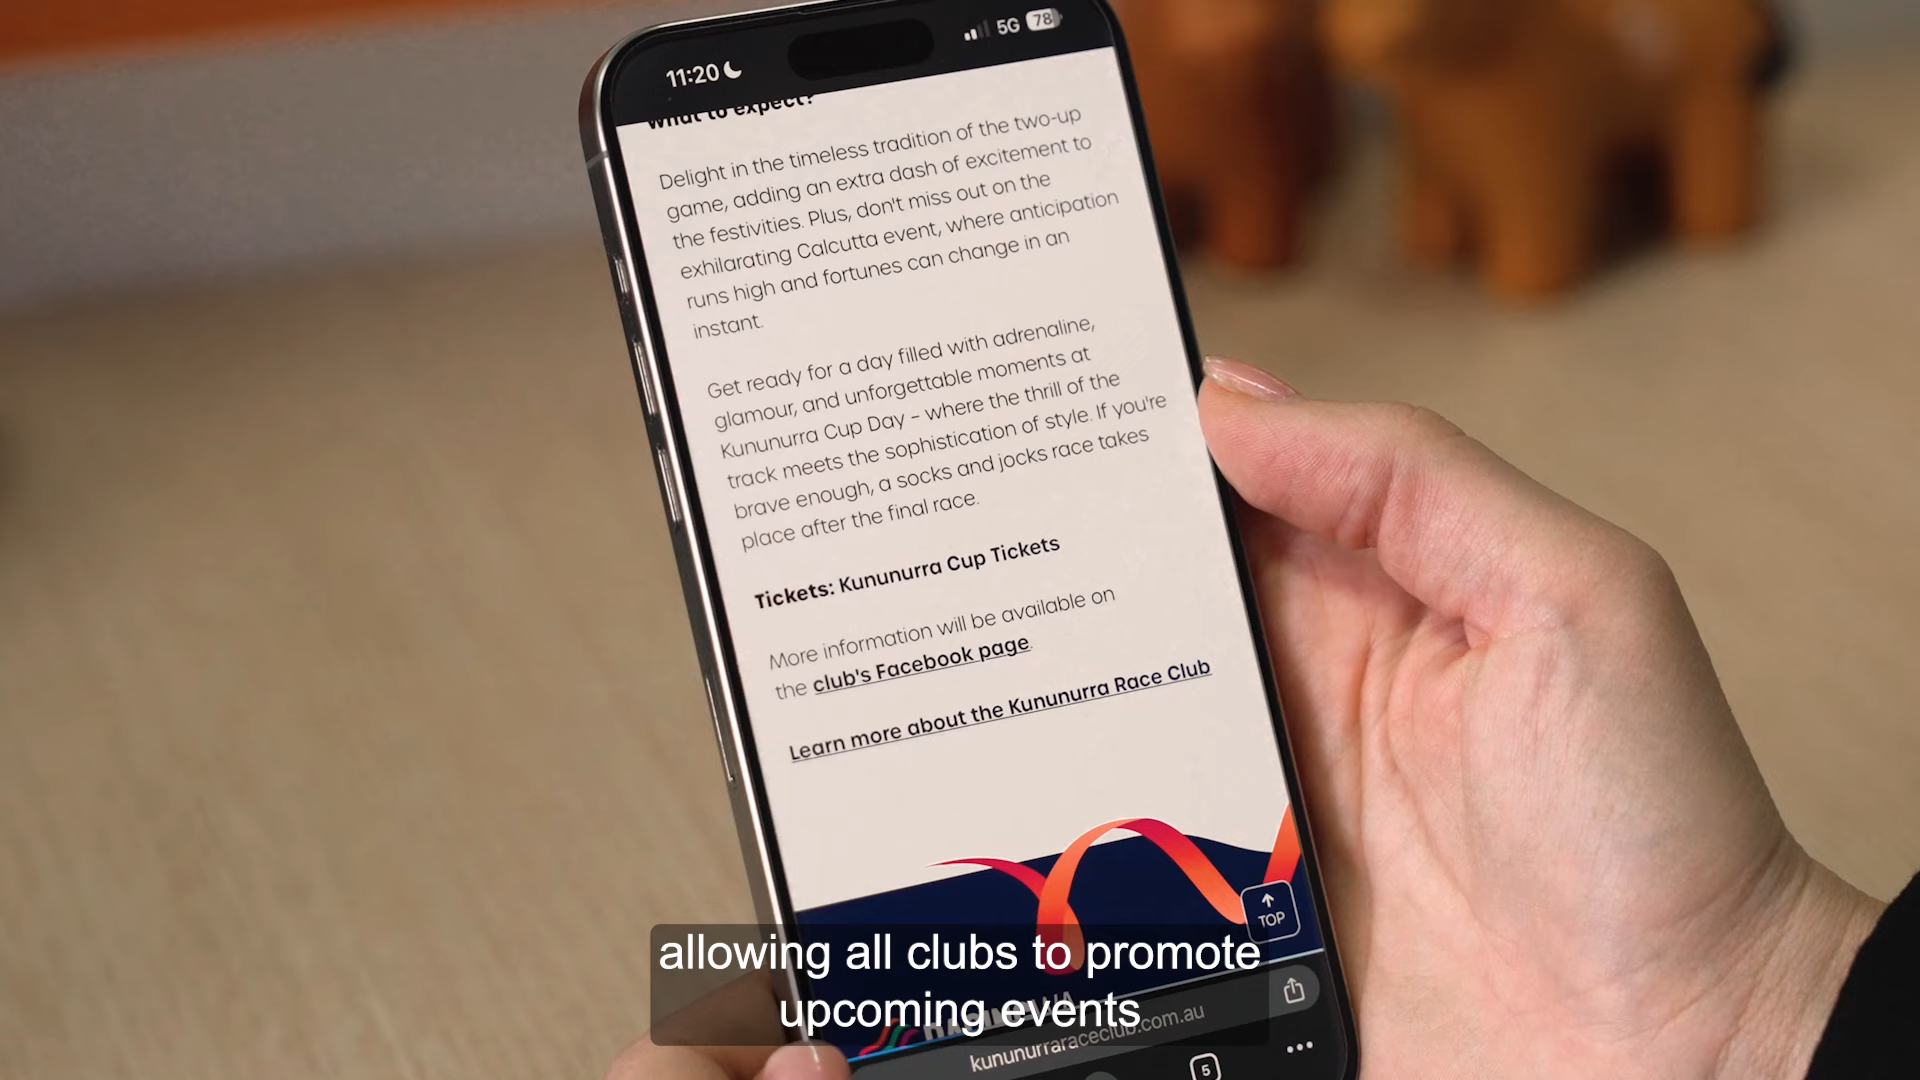 11:20
5G 78
What to expect?
Delight in the timeless tradition of the two-up
game, adding an extra dash of excitement to
the festivities. Plus, don't miss out on the
exhilarating Calcutta event, where anticipation
runs high and fortunes can change in an
instant.
Get ready for a day filled with adrenaline,
glamour, and unforgettable moments at
Kununurra Cup Day – where the thrill of the
track meets the sophistication of style. If you're
brave enough, a socks and jocks race takes
place after the final race.
Tickets: Kununurra Cup Tickets
More information will be available on
the club's Facebook page.
Learn more about the Kununurra Race Club
TOP
allowing all clubs to promote
upcoming events
kununurraraceclub.com.au
5